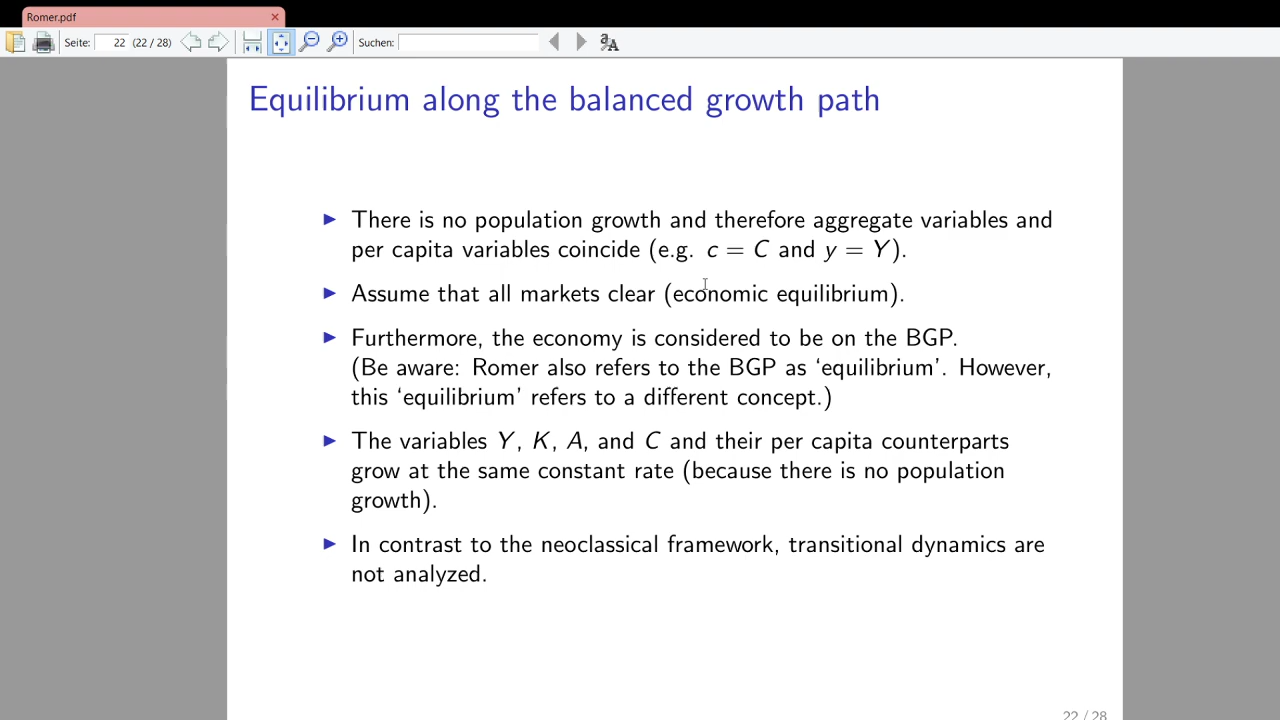 Romer.pdf
Seite: 22 (22 / 28) Suchen:
Equilibrium along the balanced growth path
▶ There is no population growth and therefore aggregate variables and
per capita variables coincide (e.g. c = C and y = Y).
▶ Assume that all markets clear (economic equilibrium).
▶ Furthermore, the economy is considered to be on the BGP.
(Be aware: Romer also refers to the BGP as ‘equilibrium’. However,
this ‘equilibrium’ refers to a different concept.)
▶ The variables Y, K, A, and C and their per capita counterparts
grow at the same constant rate (because there is no population
growth).
▶ In contrast to the neoclassical framework, transitional dynamics are
not analyzed.
22 / 28